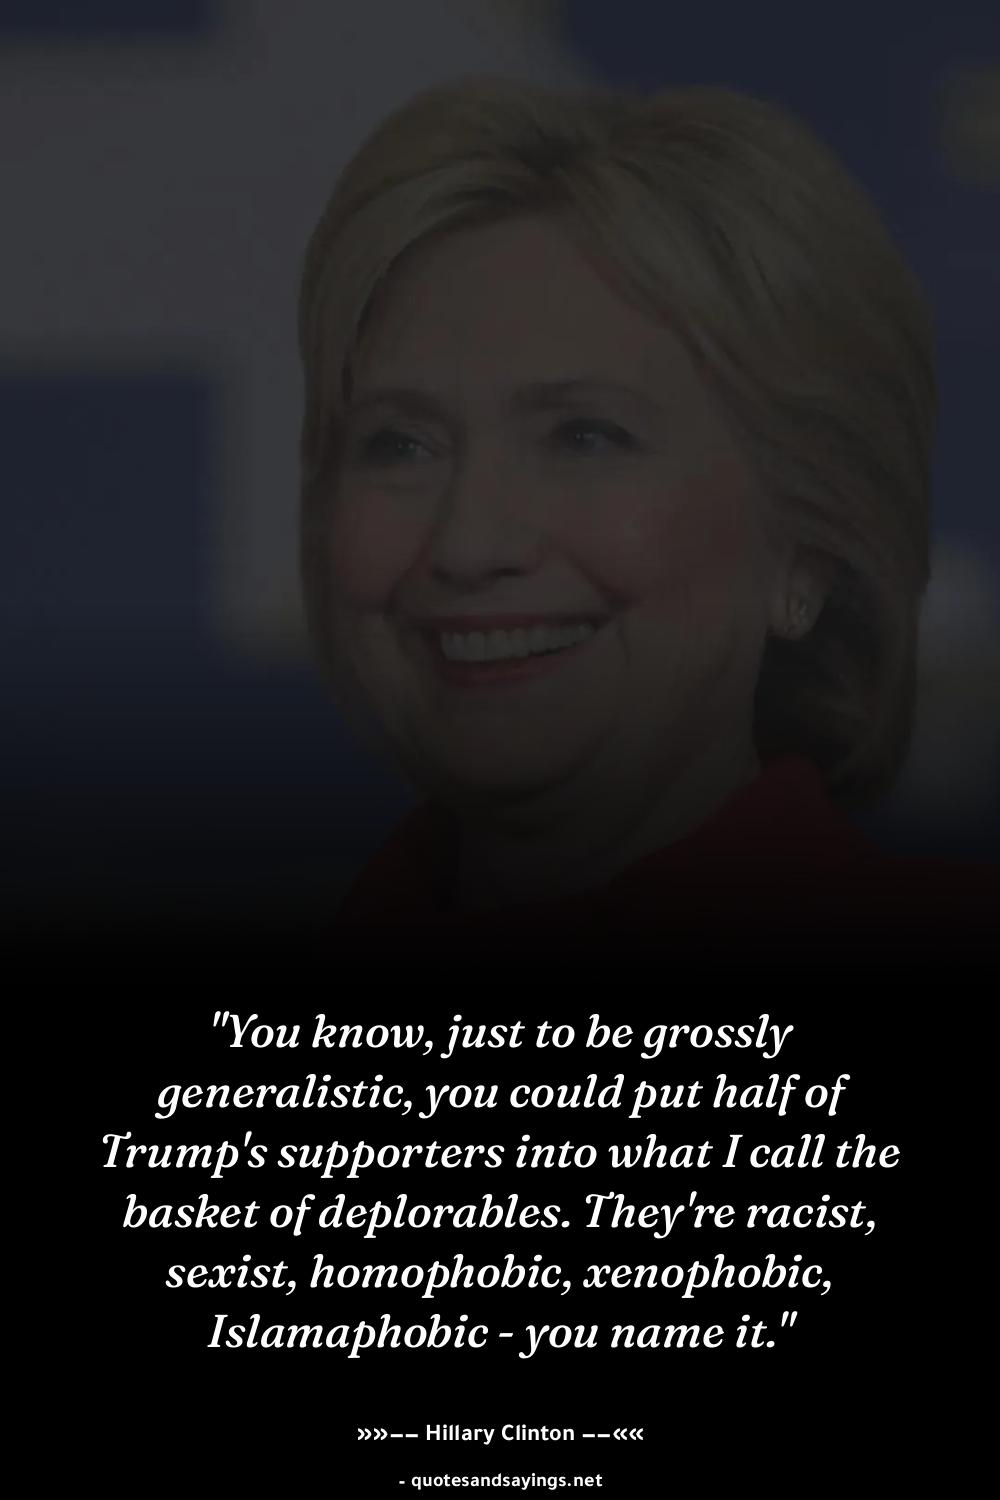 "You know, just to be grossly
generalistic, you could put half of
Trump's supporters into what I call the
basket of deplorables. They're racist,
sexist, homophobic, xenophobic,
Islamaphobic - you name it."
»»−− Hillary Clinton −−««
- quotesandsayings.net